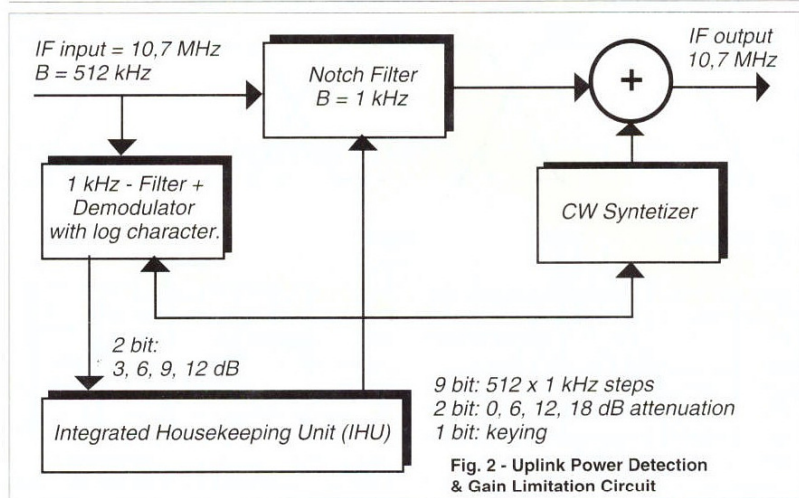 IF input = 10,7 MHz
B = 512 kHz
Notch Filter
B = 1 kHz
+
IF output
10,7 MHz
1 kHz - Filter +
Demodulator
with log character.
CW Syntetizer
2 bit:
3, 6, 9, 12 dB
Integrated Housekeeping Unit (IHU)
9 bit: 512 x 1 kHz steps
2 bit: 0, 6, 12, 18 dB attenuation
1 bit: keying
Fig. 2 - Uplink Power Detection
& Gain Limitation Circuit